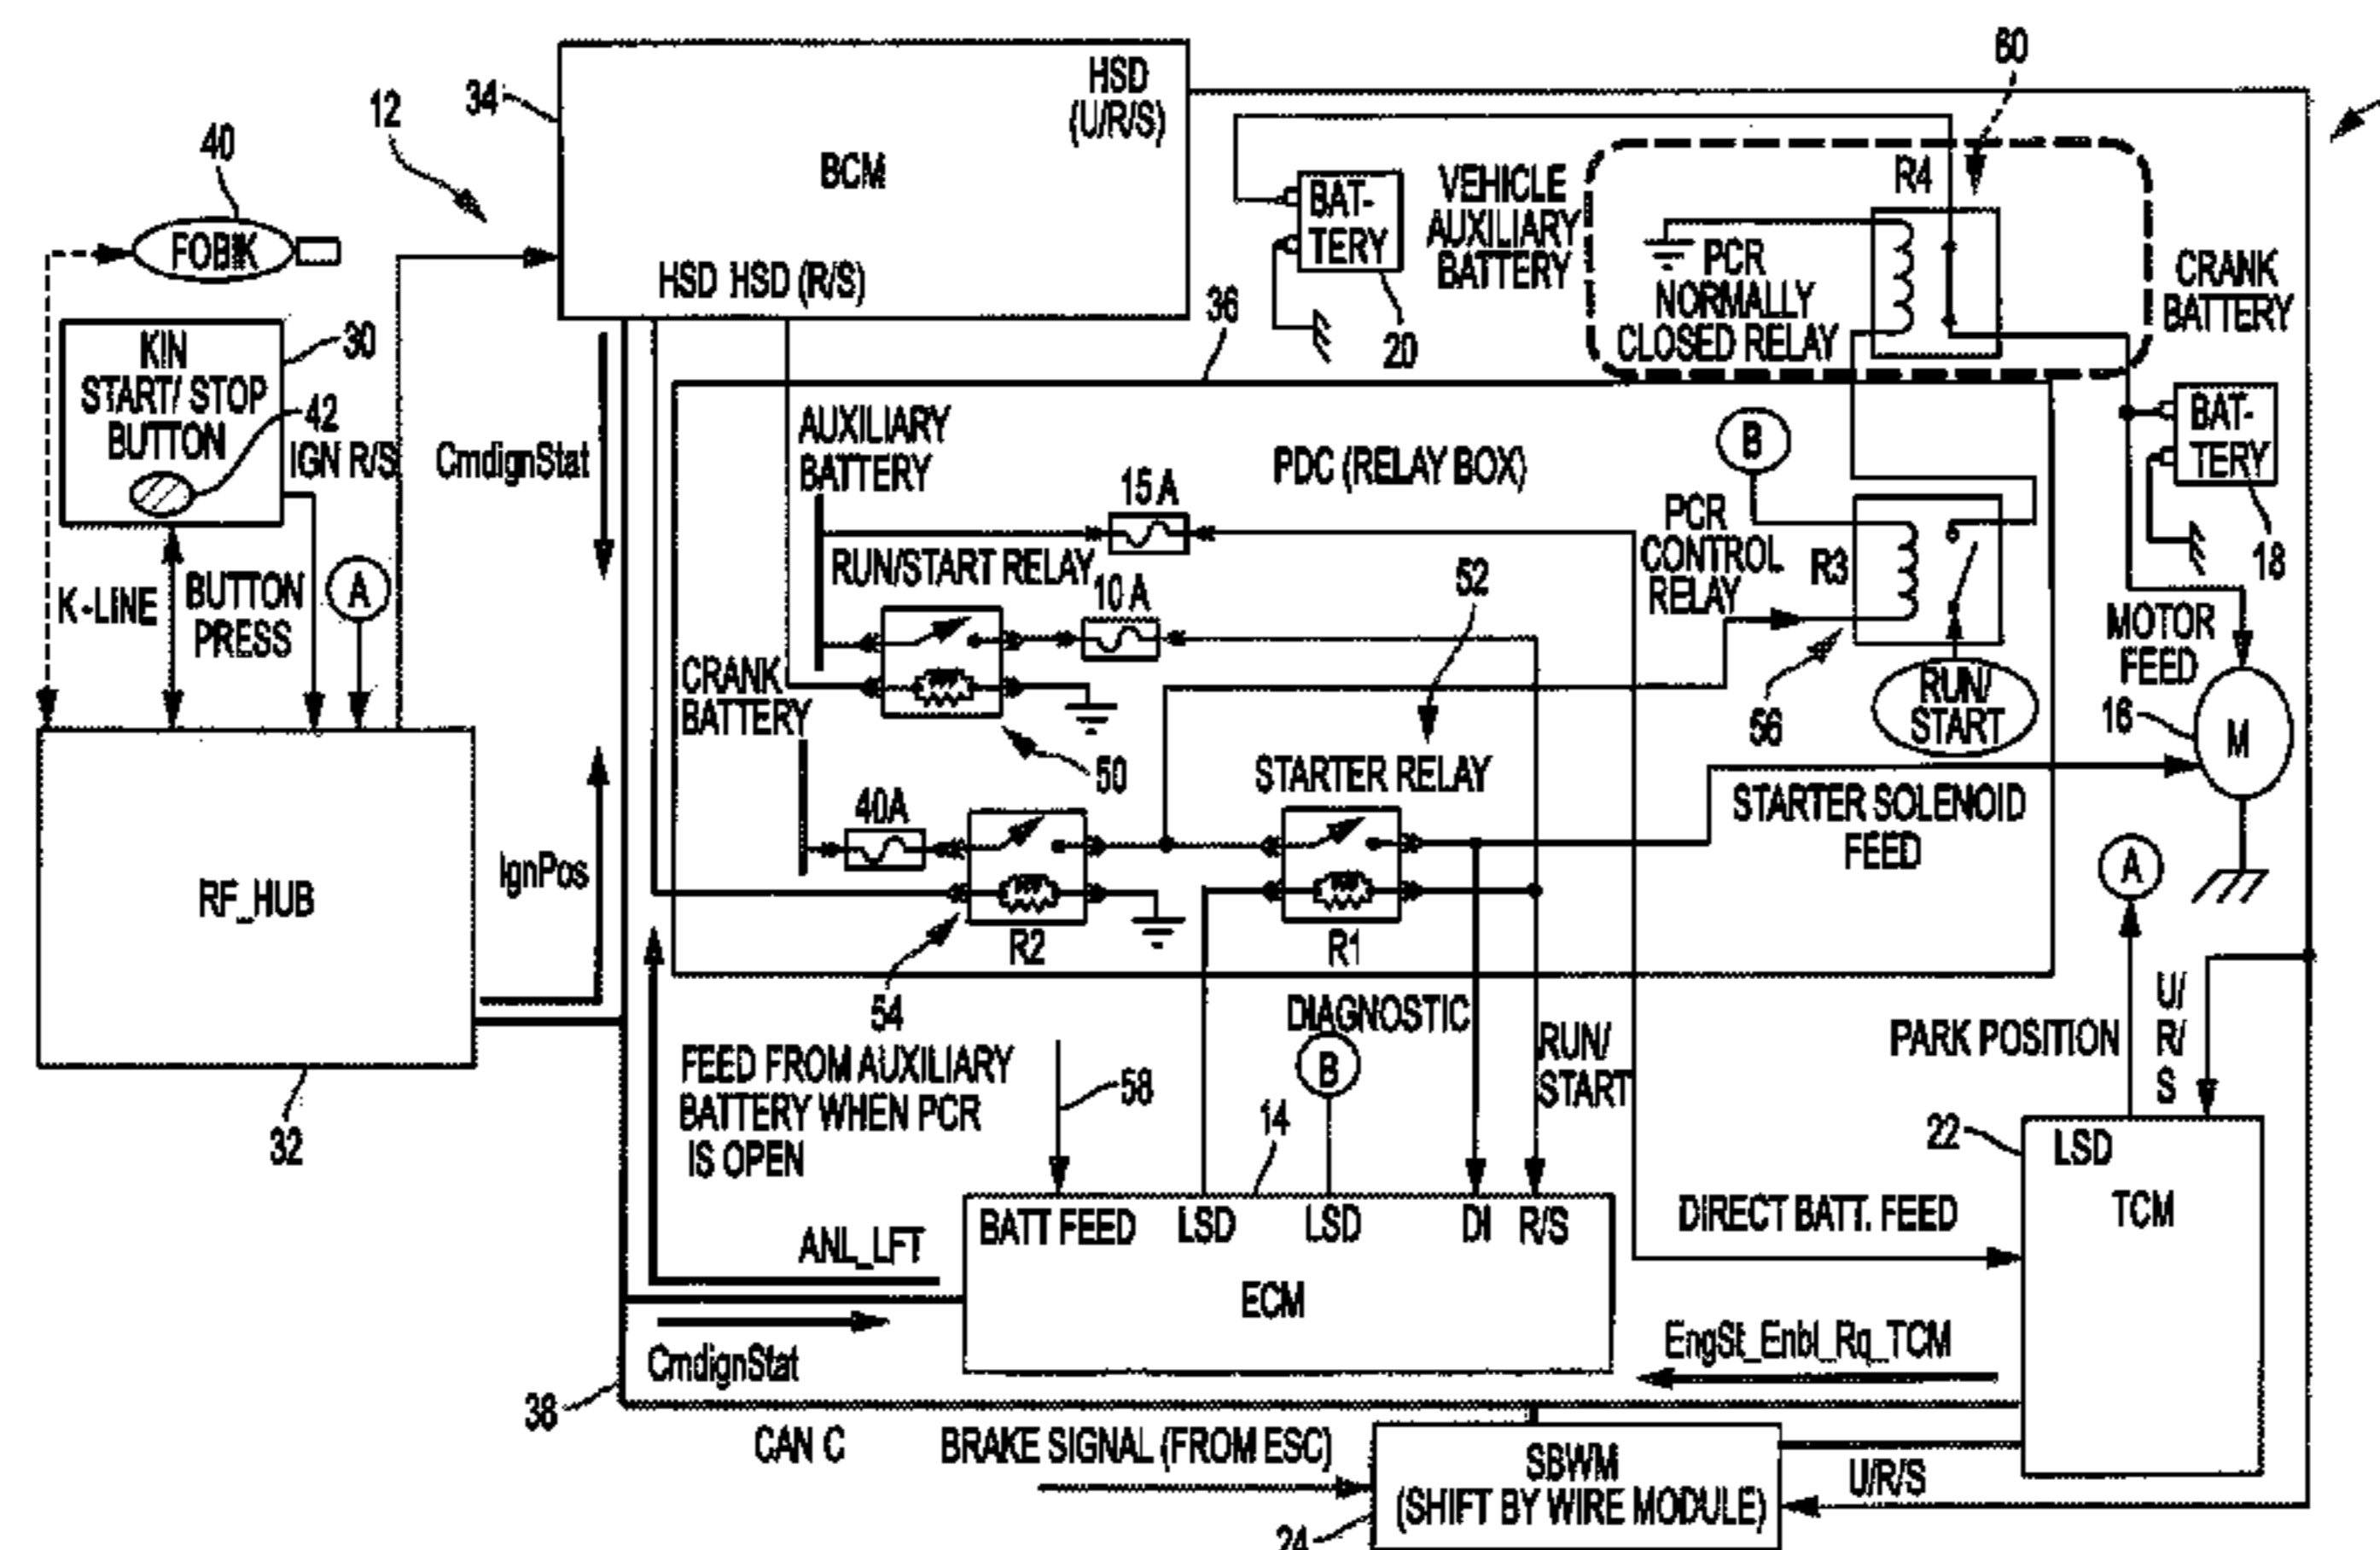 HSD
(U/R/S)
BCM
HSD HSD (R/S)
34
12
40
FOBIK
60
R4
BAT-
TERY
VEHICLE
AUXILIARY
BATTERY
20
PCR
NORMALLY
CLOSED RELAY
CRANK
BATTERY
36
KIN
START/ STOP
BUTTON
30
42
IGN R/S
CmdignStat
AUXILIARY
BATTERY
PDC (RELAY BOX)
B
BAT-
TERY
18
15 A
RUN/START RELAY
10 A
PCR
CONTROL
RELAY
R3
52
K-LINE
BUTTON
PRESS
A
CRANK
BATTERY
50
56
RUN/
START
MOTOR
FEED
16
M
STARTER RELAY
40A
STARTER SOLENOID
FEED
IgnPos
RF_HUB
32
R2
R1
54
A
PARK POSITION
U/
R/
S
DIAGNOSTIC
B
RUN/
START
FEED FROM AUXILIARY
BATTERY WHEN PCR
IS OPEN
58
14
22
LSD
TCM
BATT FEED
LSD
LSD
DI
R/S
ECM
DIRECT BATT. FEED
ANL_LFT
CmdignStat
EngSt_Enbl_Rq_TCM
38
CAN C
BRAKE SIGNAL (FROM ESC)
SBWM
(SHIFT BY WIRE MODULE)
U/R/S
24